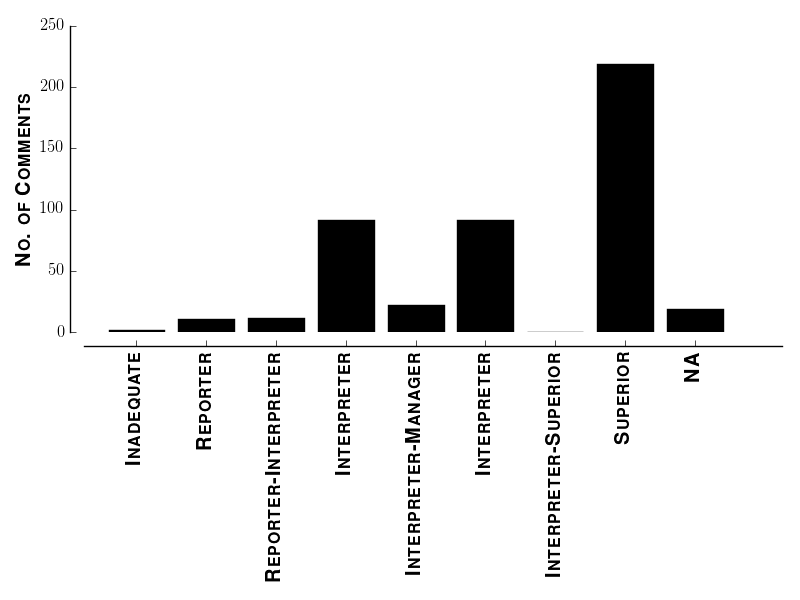 250
200
150
100
50
0
No. of Comments
Inadequate
Reporter
Reporter-Interpreter
Interpreter
Interpreter-Manager
Interpreter
Interpreter-Superior
Superior
NA